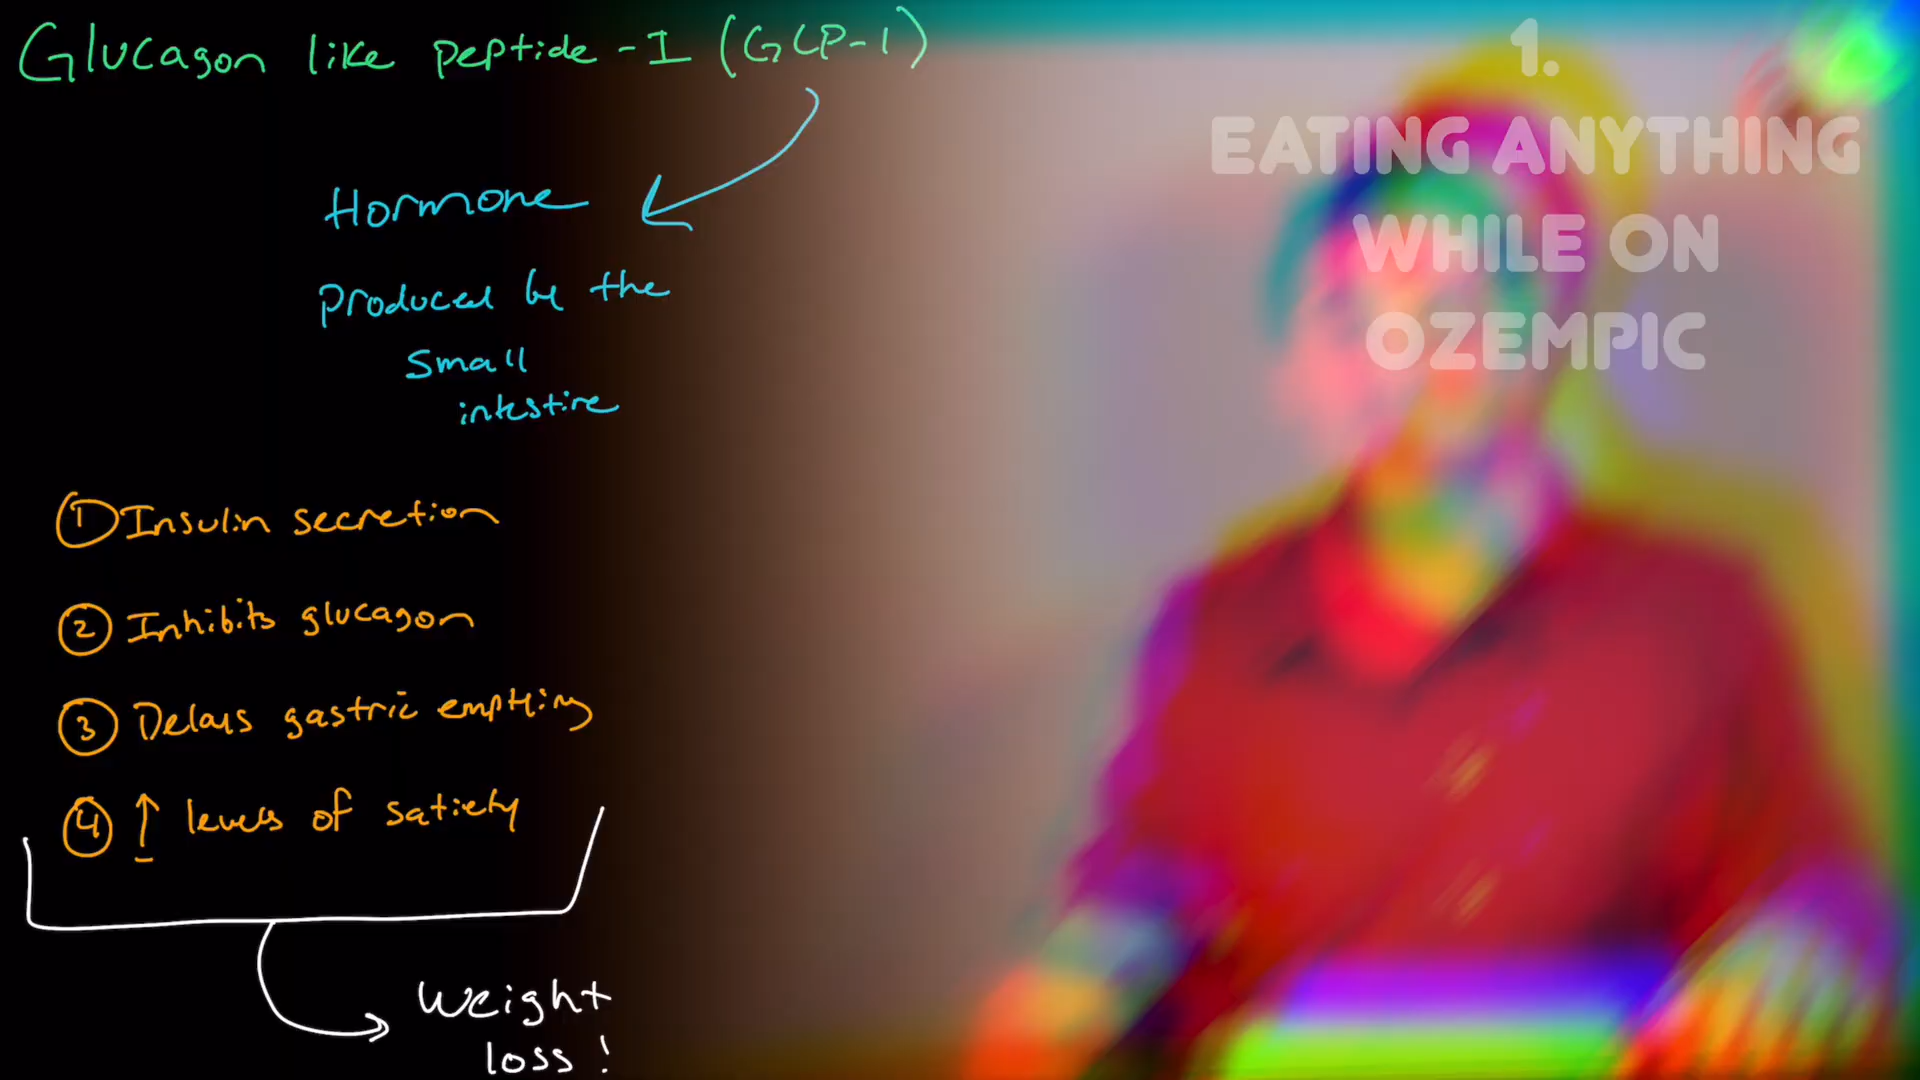 Glucagon like peptide-1 (GLP-1)
Hormone
produced by the
small
intestine
① Insulin secretion
② Inhibits glucagon
③ Delays gastric emptying
④ ↑ levels of satiety
Weight
loss!
1.
EATING ANYTHING
WHILE ON
OZEMPIC